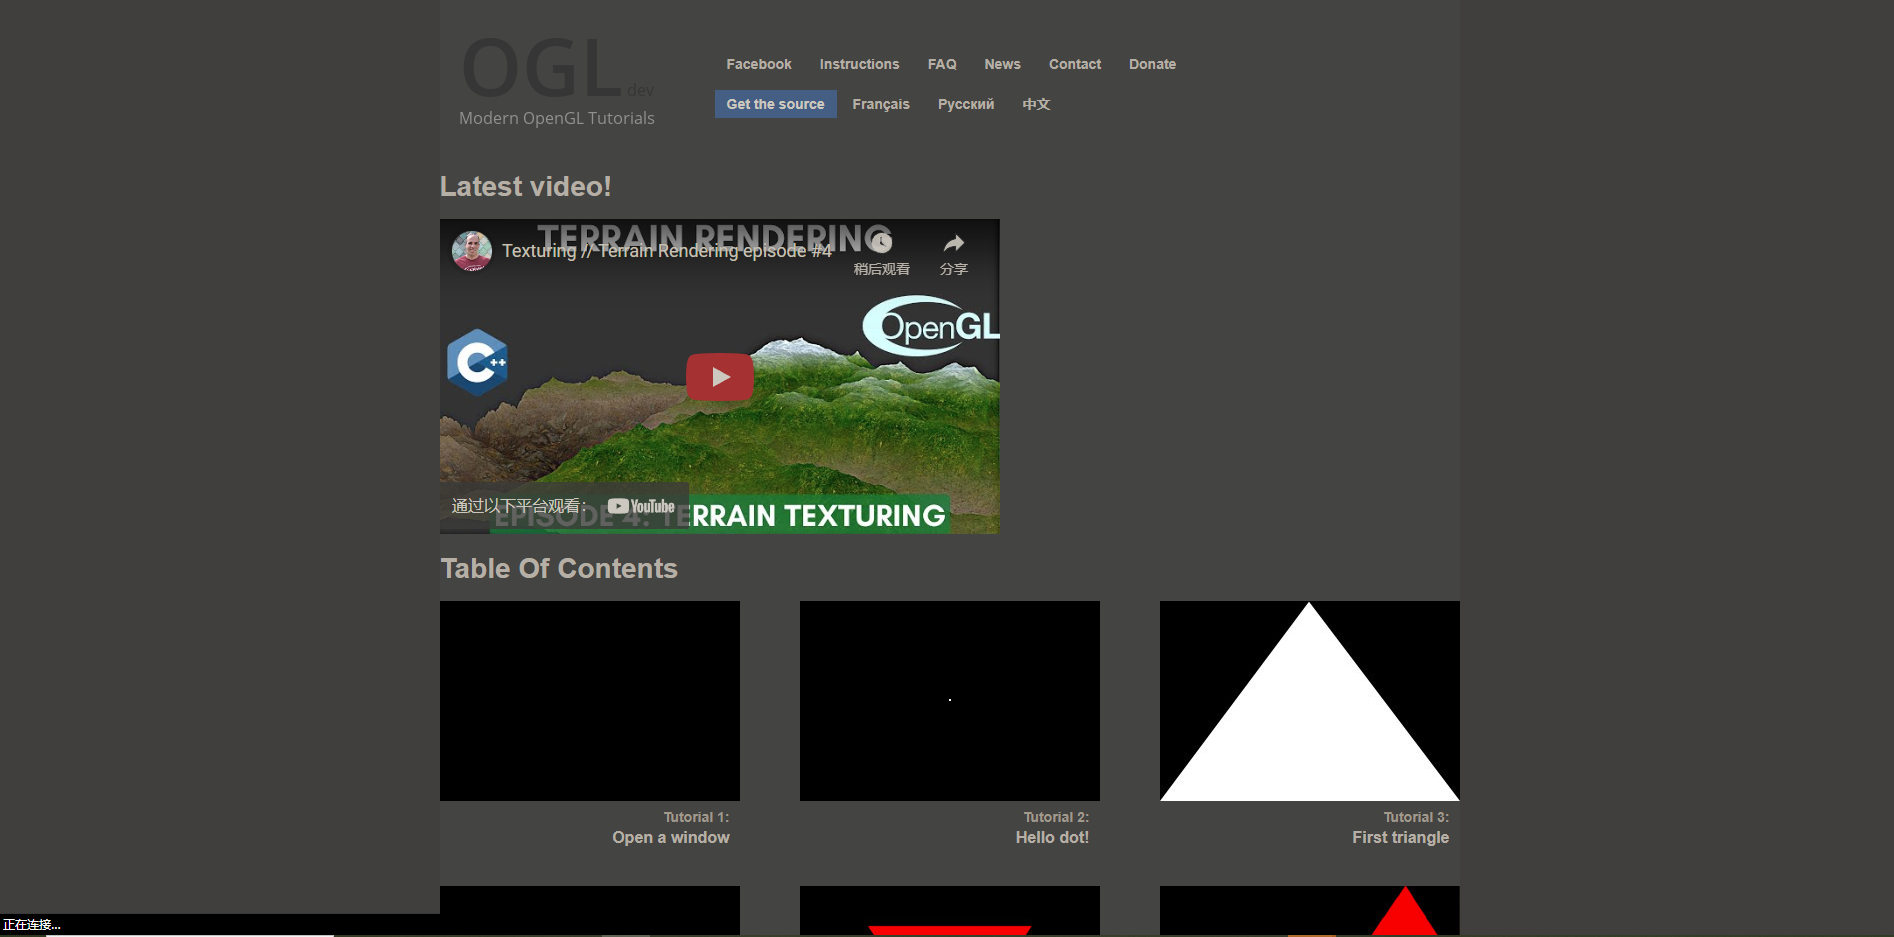 OGL dev
Modern OpenGL Tutorials
Facebook Instructions FAQ News Contact Donate
Get the source Français Русский 中文
Latest video!
TERRAIN RENDERING
Texturing // Terrain Rendering episode #4
稍后观看 分享
OpenGL
C++
通过以下平台观看： YouTube
EPISODE 4: TERRAIN TEXTURING
Table Of Contents
Tutorial 1:
Open a window
Tutorial 2:
Hello dot!
Tutorial 3:
First triangle
正在连接...